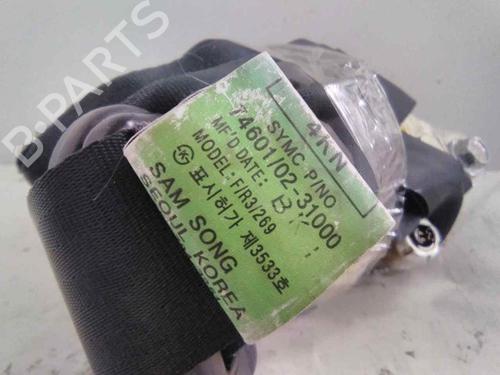 B-PARTS
4KN
SYMC P/NO
74601/02-31000
MF'D DATE: B.
MODEL: F/R3/269
표시허가 제3533호
SAM SONG
SEOUL, KOREA